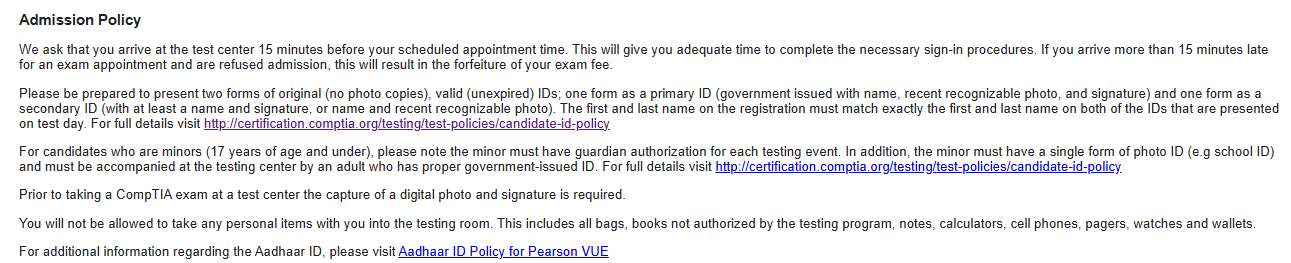 Admission Policy
We ask that you arrive at the test center 15 minutes before your scheduled appointment time. This will give you adequate time to complete the necessary sign-in procedures. If you arrive more than 15 minutes late
for an exam appointment and are refused admission, this will result in the forfeiture of your exam fee.
Please be prepared to present two forms of original (no photo copies), valid (unexpired) IDs; one form as a primary ID (government issued with name, recent recognizable photo, and signature) and one form as a
secondary ID (with at least a name and signature, or name and recent recognizable photo). The first and last name on the registration must match exactly the first and last name on both of the IDs that are presented
on test day. For full details visit http://certification.comptia.org/testing/test-policies/candidate-id-policy
For candidates who are minors (17 years of age and under), please note the minor must have guardian authorization for each testing event. In addition, the minor must have a single form of photo ID (e.g school ID)
and must be accompanied at the testing center by an adult who has proper government-issued ID. For full details visit http://certification.comptia.org/testing/test-policies/candidate-id-policy
Prior to taking a CompTIA exam at a test center the capture of a digital photo and signature is required.
You will not be allowed to take any personal items with you into the testing room. This includes all bags, books not authorized by the testing program, notes, calculators, cell phones, pagers, watches and wallets.
For additional information regarding the Aadhaar ID, please visit Aadhaar ID Policy for Pearson VUE